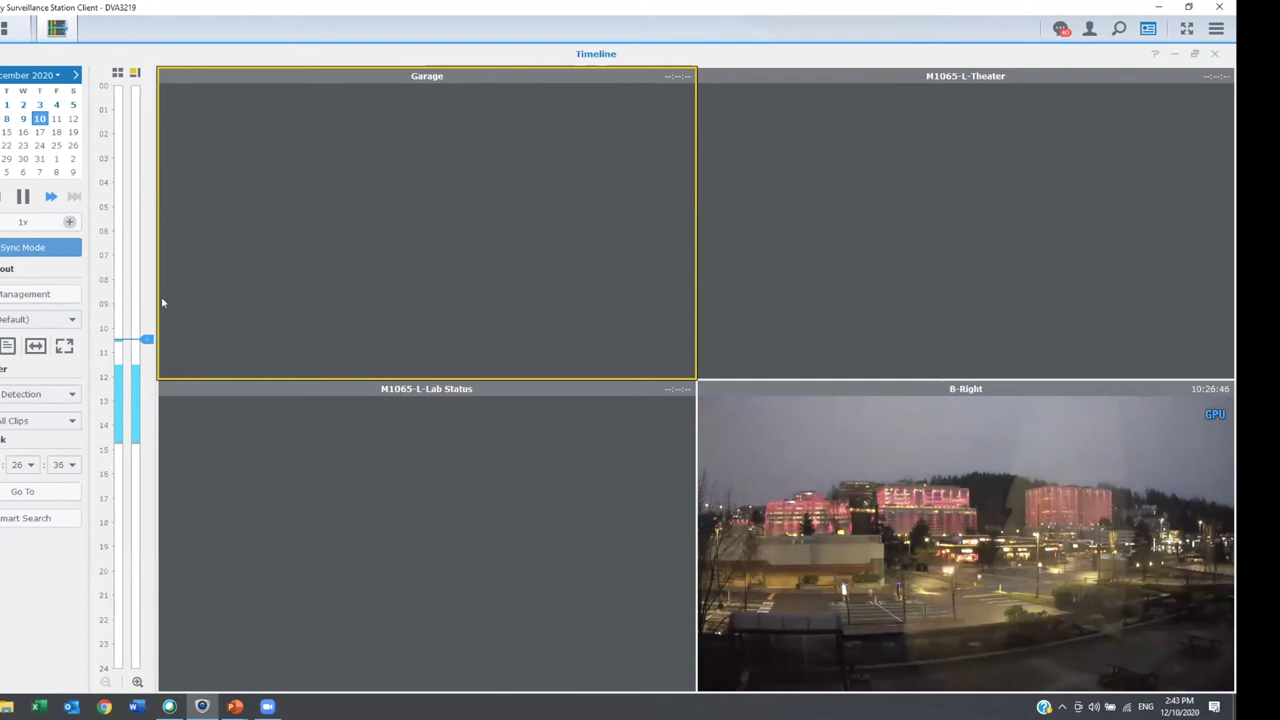 y Surveillance Station Client - DVA3219
40
Timeline
cember 2020
T W T F S
1 2 3 4 5
8 9 10 11 12
15 16 17 18 19
22 23 24 25 26
29 30 31 1 2
5 6 7 8 9
1x
Sync Mode
out
Management
Default)
er
Detection
All Clips
k
: 26 : 36
Go To
mart Search
00
01
02
03
04
05
06
07
08
09
10
11
12
13
14
15
16
17
18
19
20
21
22
23
24
Garage --:--:--
M1065-L-Theater --:--:--
M1065-L-Lab Status --:--:--
B-Right 10:26:46
GPU
ENG
2:43 PM
12/10/2020